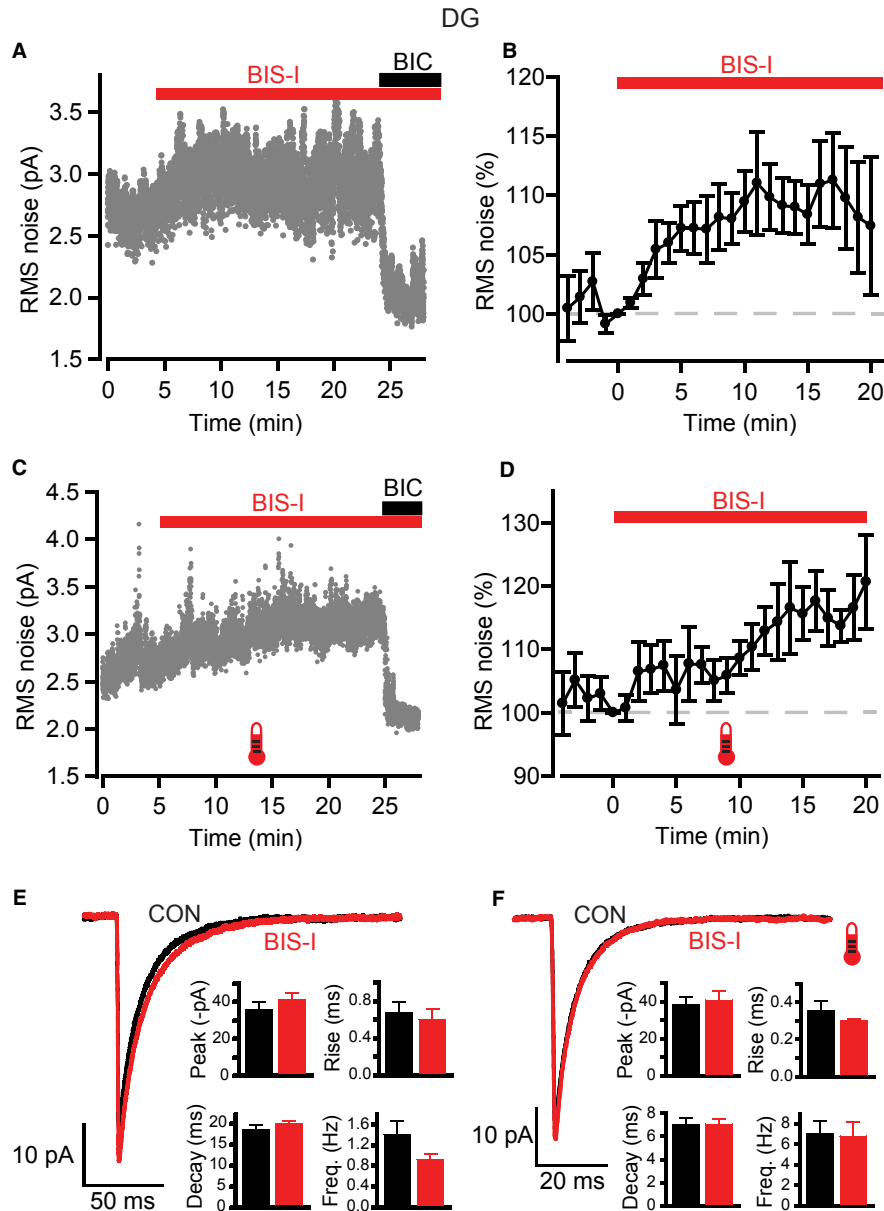 DG
A
BIC
BIS-I
RMS noise (pA)
3.5
3.0
2.5
2.0
1.5
0 5 10 15 20 25
Time (min)
B
BIS-I
RMS noise (%)
120
115
110
105
100
0 5 10 15 20
Time (min)
C
BIC
BIS-I
RMS noise (pA)
4.5
4.0
3.5
3.0
2.5
2.0
1.5
0 5 10 15 20 25
Time (min)
D
BIS-I
RMS noise (%)
130
120
110
100
90
0 5 10 15 20
Time (min)
E
CON
BIS-I
10 pA
50 ms
Peak (-pA)
40
20
0
Rise (ms)
0.8
0.4
0.0
Decay (ms)
20
15
10
5
0
Freq. (Hz)
1.6
1.2
0.8
0.4
0.0
F
CON
BIS-I
10 pA
20 ms
Peak (-pA)
40
20
0
Rise (ms)
0.4
0.2
0.0
Decay (ms)
8
6
4
2
0
Freq. (Hz)
8
6
4
2
0